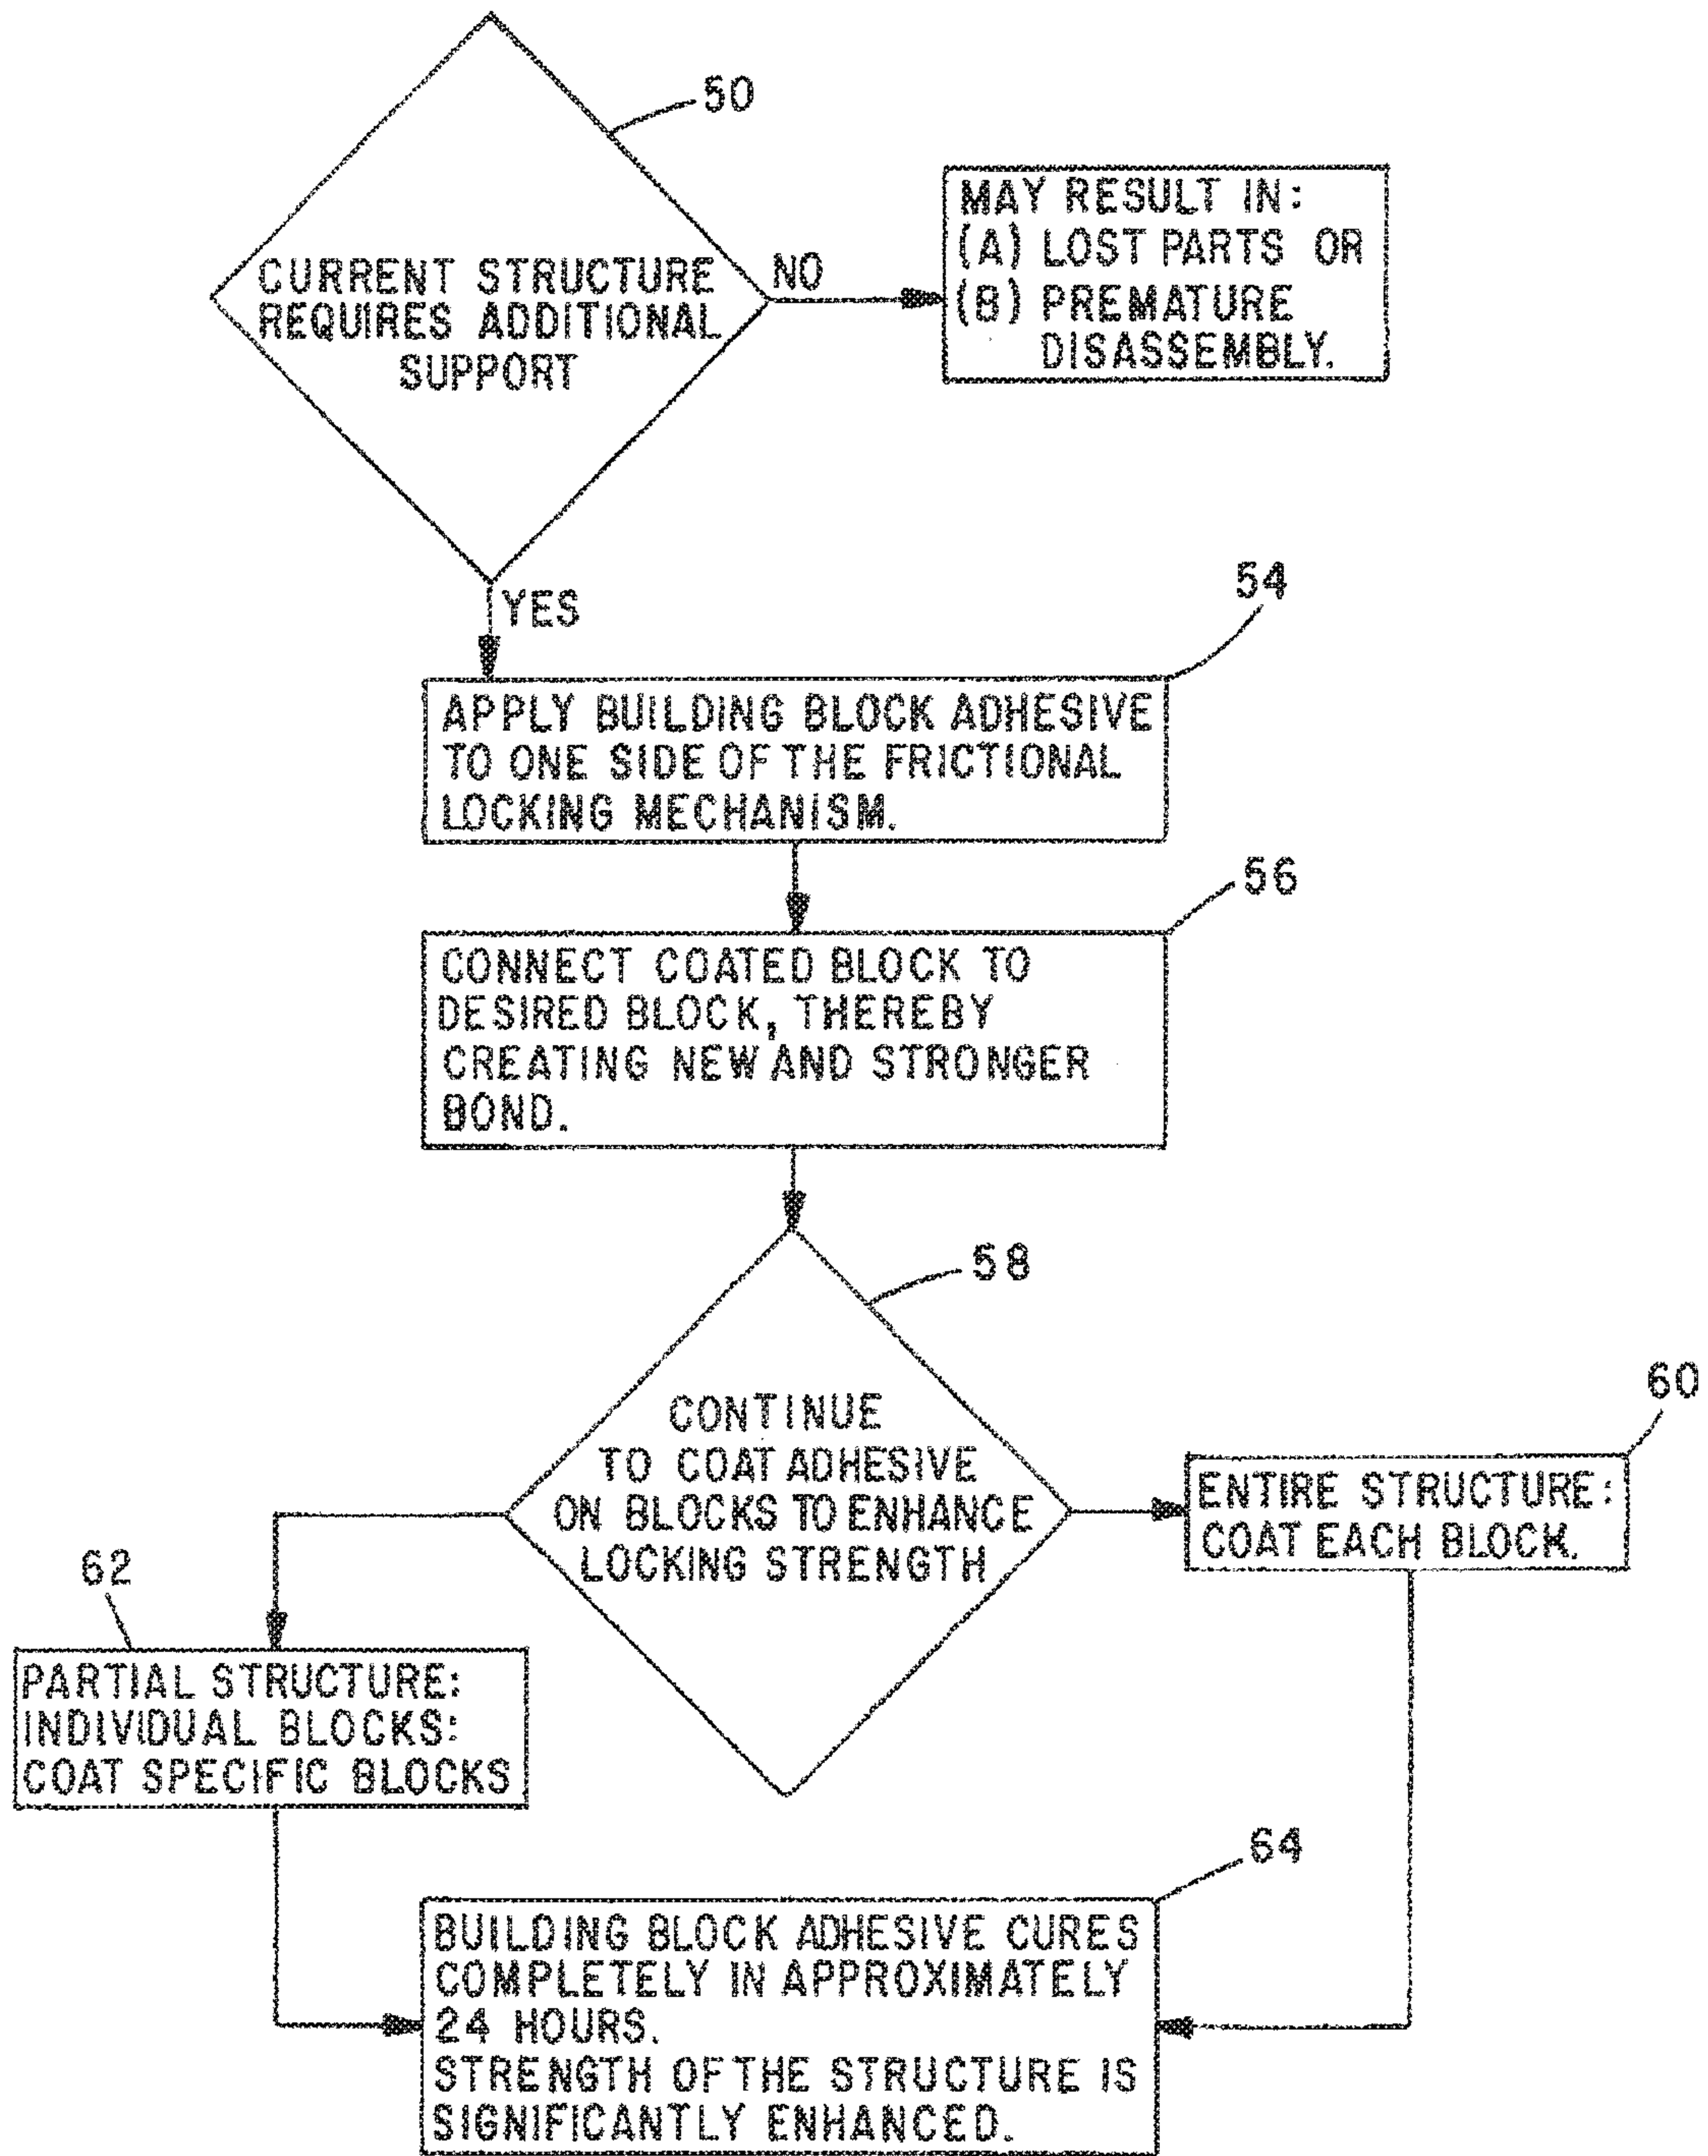 50
CURRENT STRUCTURE
REQUIRES ADDITIONAL
SUPPORT
NO
MAY RESULT IN:
(A) LOST PARTS OR
(B) PREMATURE
DISASSEMBLY.
YES
54
APPLY BUILDING BLOCK ADHESIVE
TO ONE SIDE OF THE FRICTIONAL
LOCKING MECHANISM.
56
CONNECT COATED BLOCK TO
DESIRED BLOCK, THEREBY
CREATING NEW AND STRONGER
BOND.
58
CONTINUE
TO COAT ADHESIVE
ON BLOCKS TO ENHANCE
LOCKING STRENGTH
60
ENTIRE STRUCTURE:
COAT EACH BLOCK.
62
PARTIAL STRUCTURE:
INDIVIDUAL BLOCKS:
COAT SPECIFIC BLOCKS
64
BUILDING BLOCK ADHESIVE CURES
COMPLETELY IN APPROXIMATELY
24 HOURS.
STRENGTH OF THE STRUCTURE IS
SIGNIFICANTLY ENHANCED.